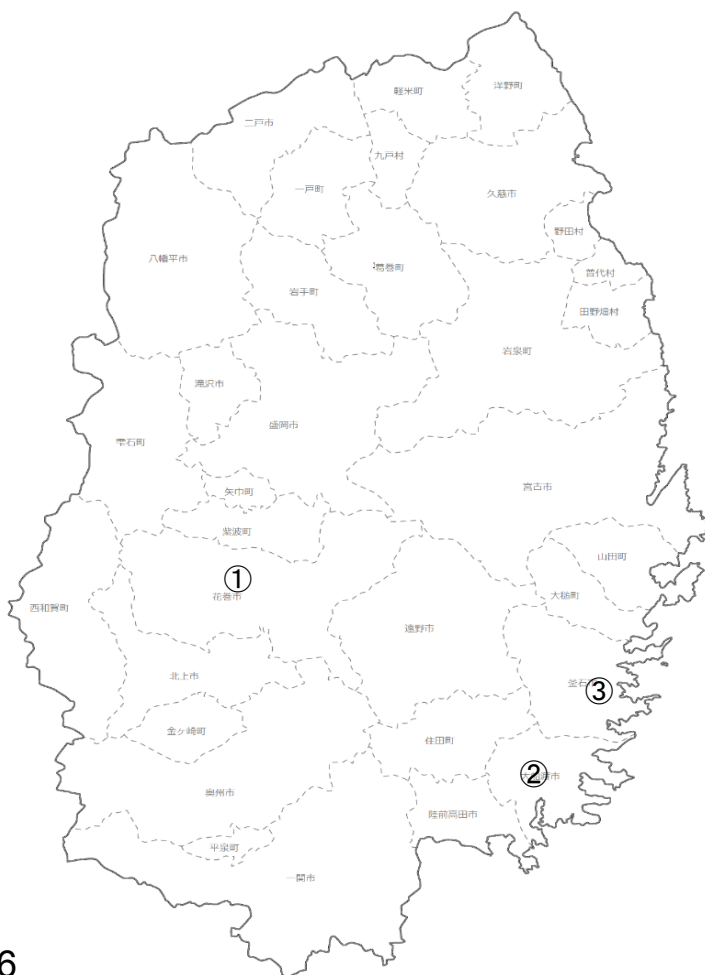 洋野町
軽米町
二戸市
九戸村
一戸町
久慈市
野田村
八幡平市
葛巻町
普代村
岩手町
田野畑村
岩泉町
滝沢市
盛岡市
雫石町
宮古市
矢巾町
紫波町
山田町
①
花巻市
大槌町
西和賀町
遠野市
北上市
釜石
③
金ヶ崎町
住田町
②
大船渡市
奥州市
陸前高田市
平泉町
一関市
6